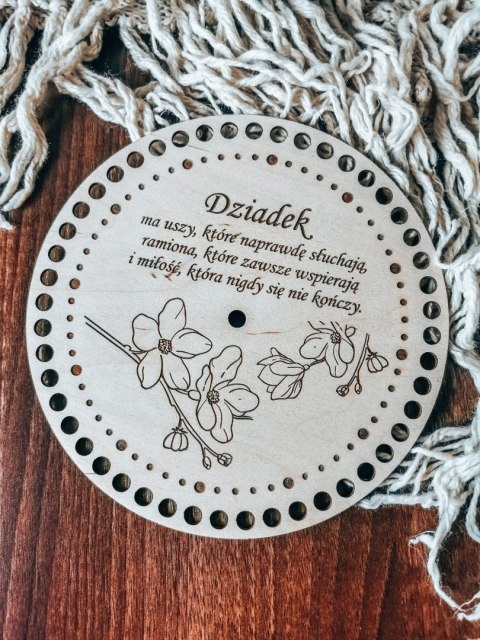 Dziadek
ma uszy, które naprawdę słuchają,
ramiona, które zawsze wspierają
i miłość, która nigdy się nie kończy.